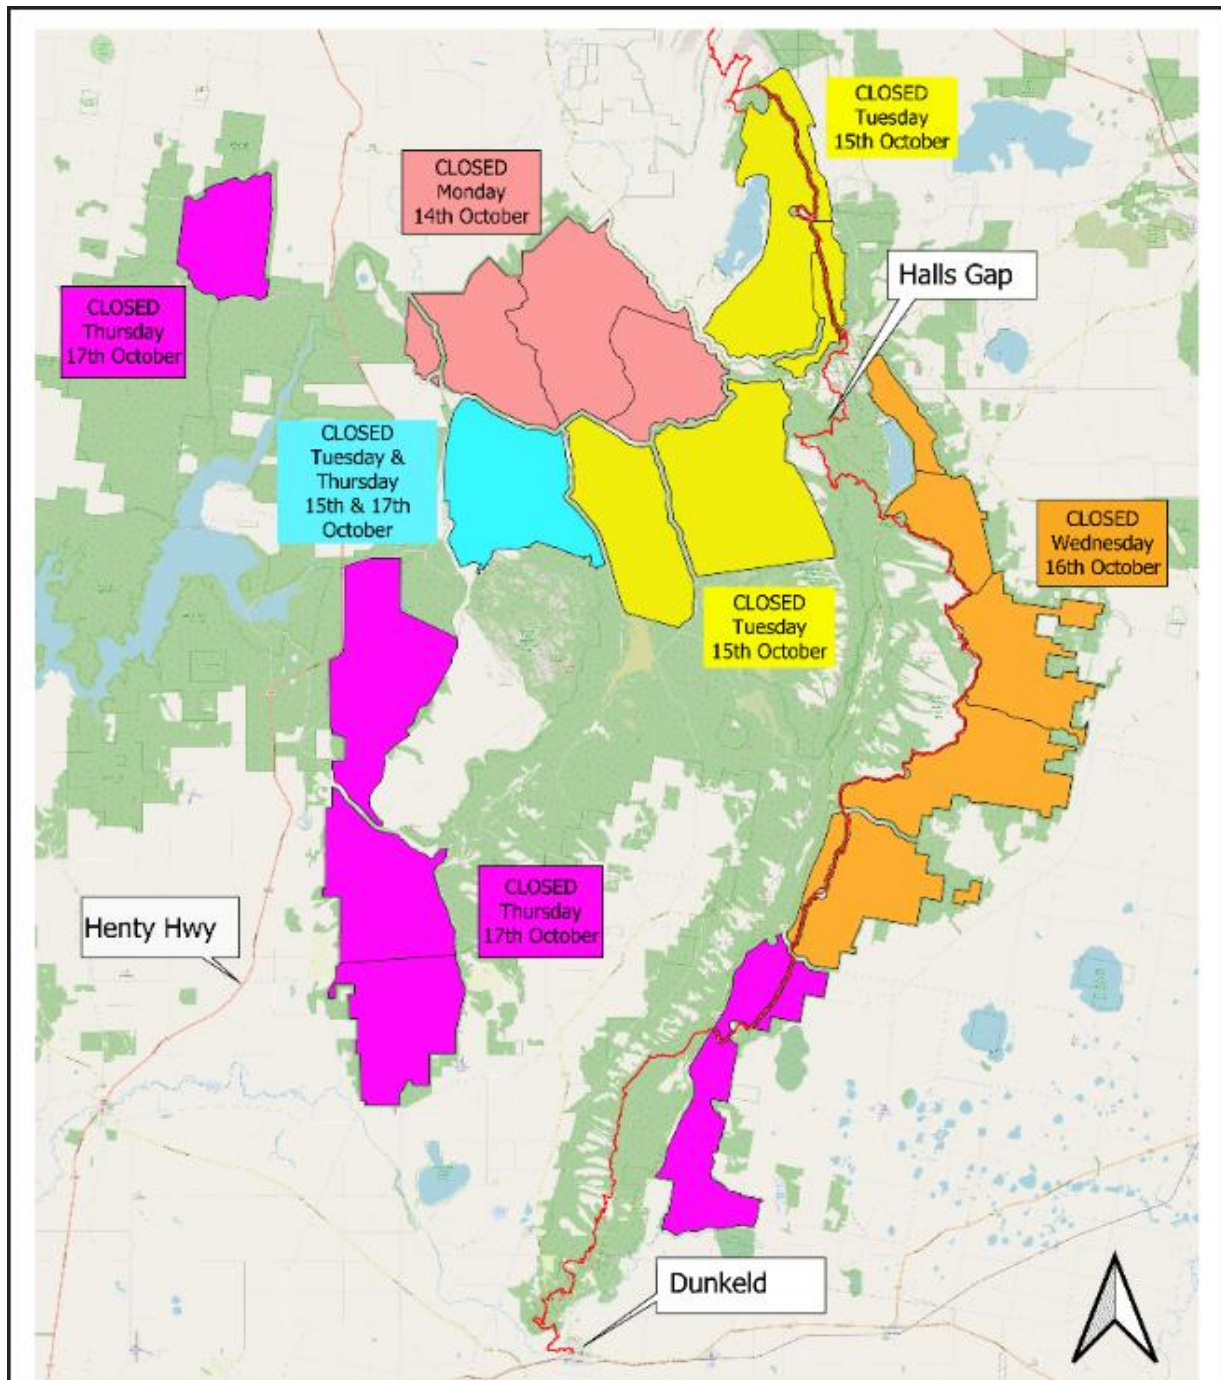 CLOSED
Tuesday
15th October
CLOSED
Monday
14th October
Halls Gap
CLOSED
Thursday
17th October
CLOSED
Tuesday &
Thursday
15th & 17th
October
CLOSED
Wednesday
16th October
CLOSED
Tuesday
15th October
CLOSED
Thursday
17th October
Henty Hwy
Dunkeld